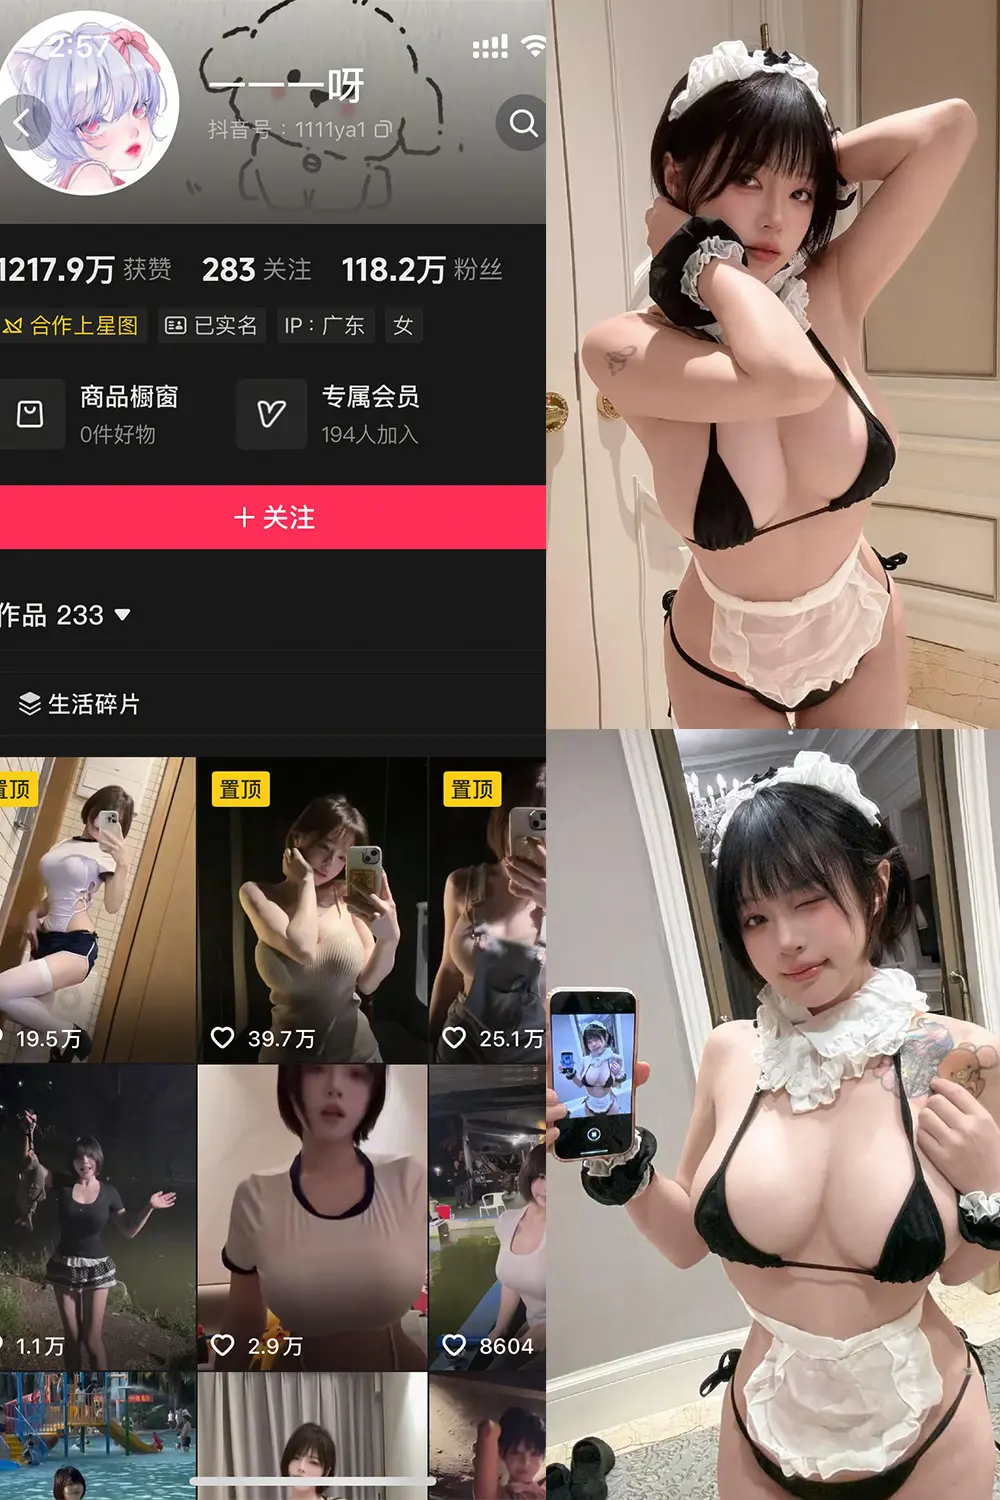 2:57
一一一一呀
抖音号：1111ya1
1217.9万 获赞 283 关注 118.2万 粉丝
合作上星图 已实名 IP：广东 女
商品橱窗 专属会员
0件好物 194人加入
+ 关注
作品 233
生活碎片
置顶 置顶 置顶
19.5万 39.7万 25.1万
1.1万 2.9万 8604